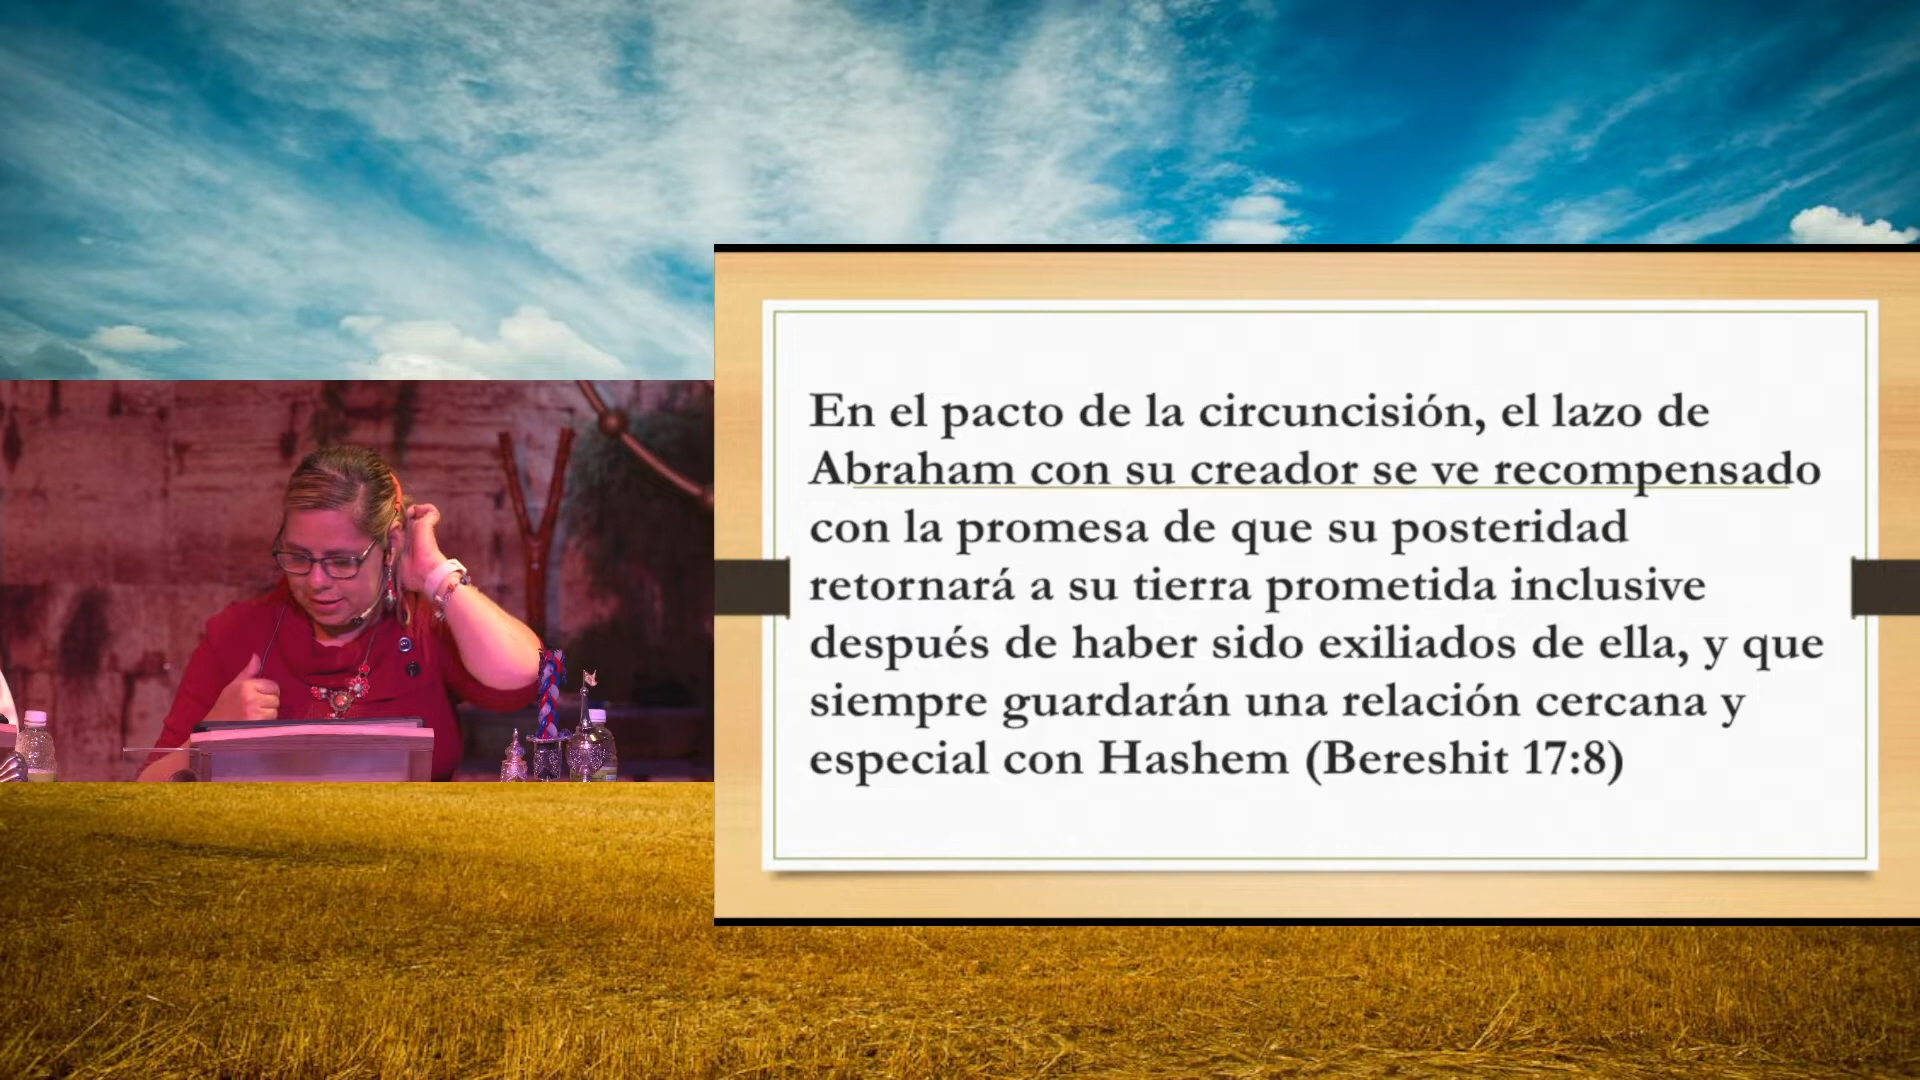 En el pacto de la circuncisión, el lazo de
Abraham con su creador se ve recompensado
con la promesa de que su posteridad
retornará a su tierra prometida inclusive
después de haber sido exiliados de ella, y que
siempre guardarán una relación cercana y
especial con Hashem (Bereshit 17:8)